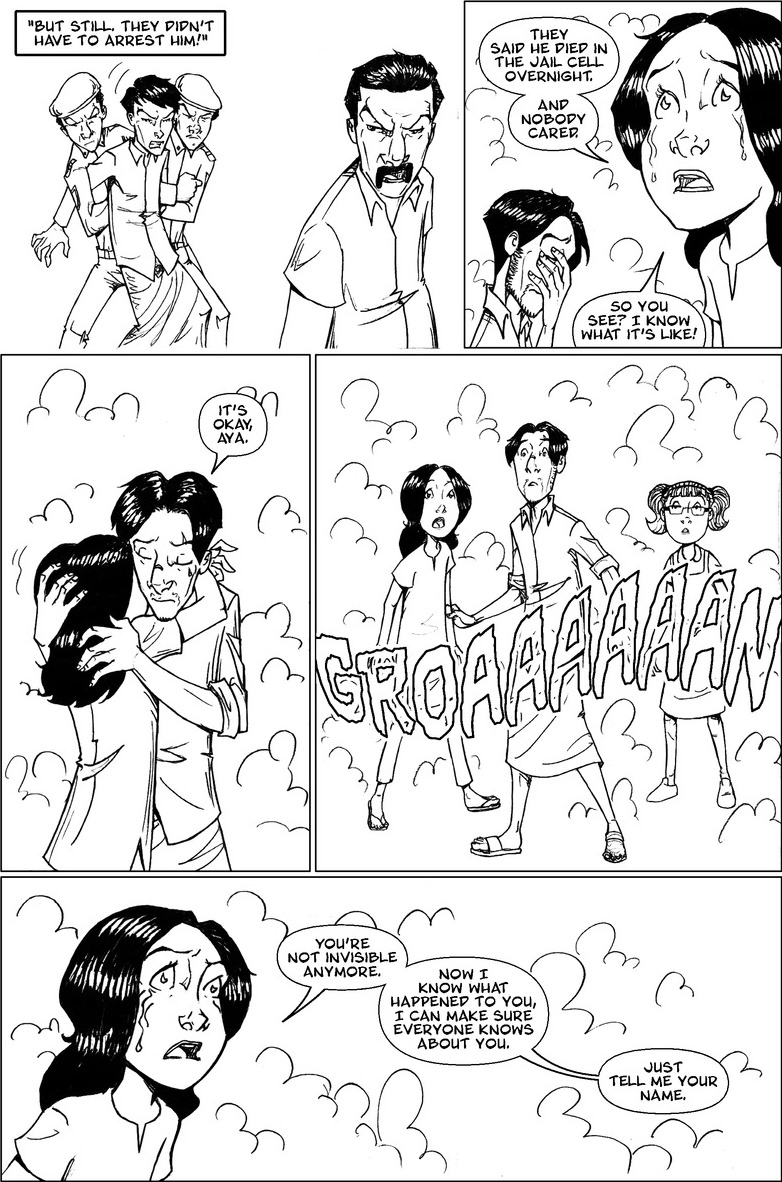 "BUT STILL. THEY DIDN'T
HAVE TO ARREST HIM!"
THEY
SAID HE DIED IN
THE JAIL CELL
OVERNIGHT.
AND
NOBODY
CARED.
SO YOU
SEE? I KNOW
WHAT IT'S LIKE!
IT'S
OKAY,
AYA.
GROAAAAAAAN
YOU'RE
NOT INVISIBLE
ANYMORE.
NOW I
KNOW WHAT
HAPPENED TO YOU,
I CAN MAKE SURE
EVERYONE KNOWS
ABOUT YOU.
JUST
TELL ME YOUR
NAME.